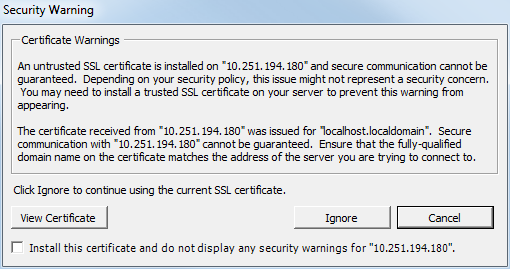 Security Warning
Certificate Warnings
An untrusted SSL certificate is installed on "10.251.194.180" and secure communication cannot be
guaranteed. Depending on your security policy, this issue might not represent a security concern.
You may need to install a trusted SSL certificate on your server to prevent this warning from
appearing.
The certificate received from "10.251.194.180" was issued for "localhost.localdomain". Secure
communication with "10.251.194.180" cannot be guaranteed. Ensure that the fully-qualified
domain name on the certificate matches the address of the server you are trying to connect to.
Click Ignore to continue using the current SSL certificate.
View Certificate
Ignore
Cancel
Install this certificate and do not display any security warnings for "10.251.194.180".